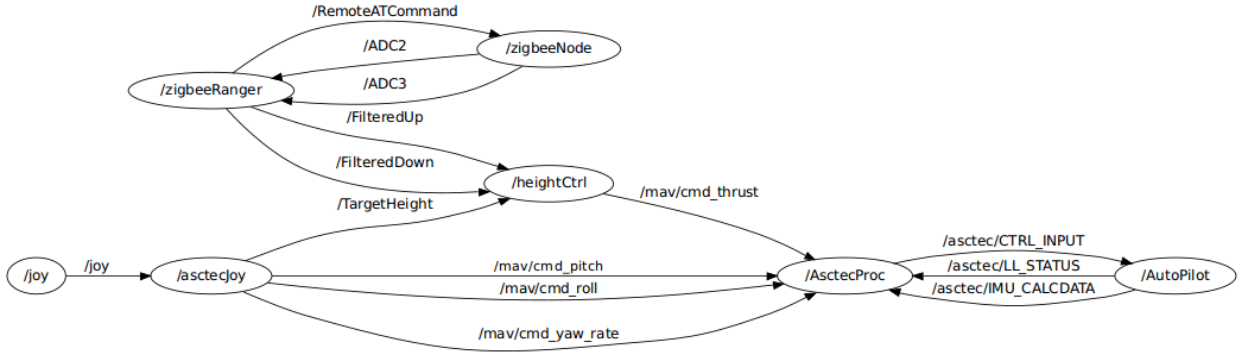 /RemoteATCommand
/ADC2
/zigbeeNode
/zigbeeRanger
/ADC3
/FilteredUp
/FilteredDown
/heightCtrl
/mav/cmd_thrust
/TargetHeight
/asctec/CTRL_INPUT
/joy
/joy
/asctecJoy
/mav/cmd_pitch
/AsctecProc
/asctec/LL_STATUS
/AutoPilot
/mav/cmd_roll
/asctec/IMU_CALCDATA
/mav/cmd_yaw_rate